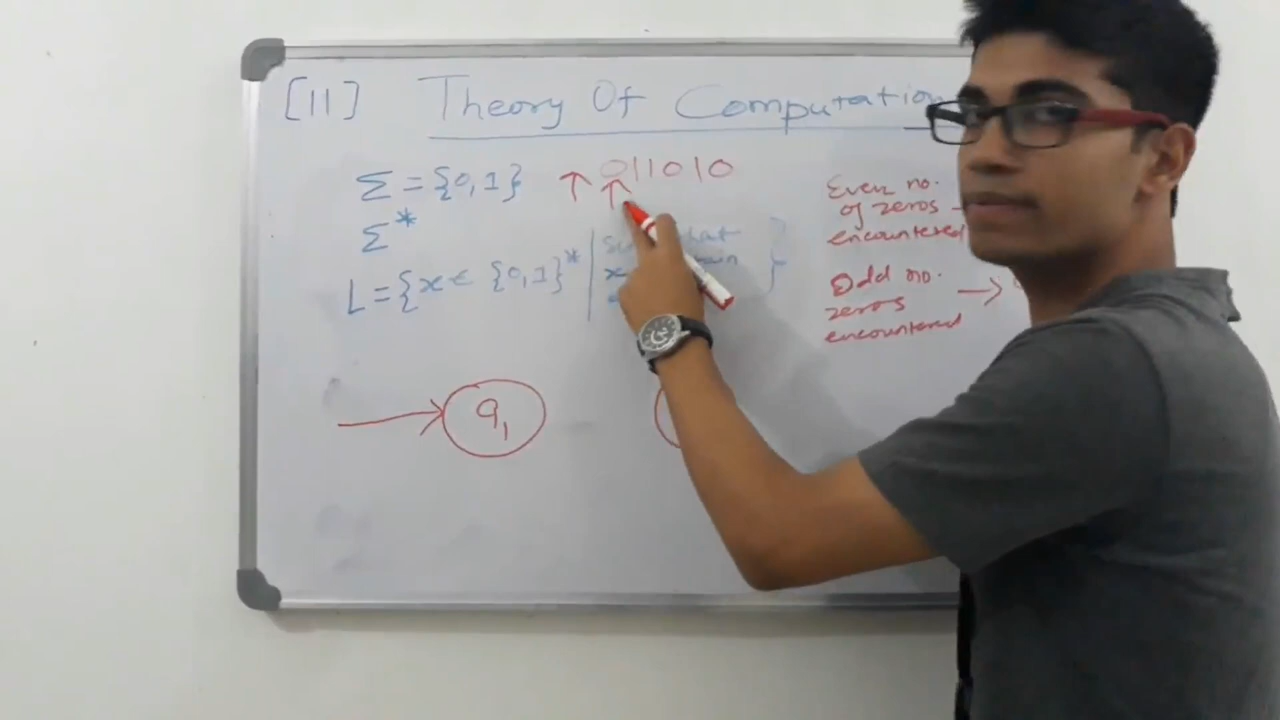 [11] Theory Of Computation
Σ = {0,1} ↑ 011010
↑
Σ*
L = {x ∈ {0,1}* | }
Even no.
of zeros
encountered
Odd no. →
zeros
encountered
q₁